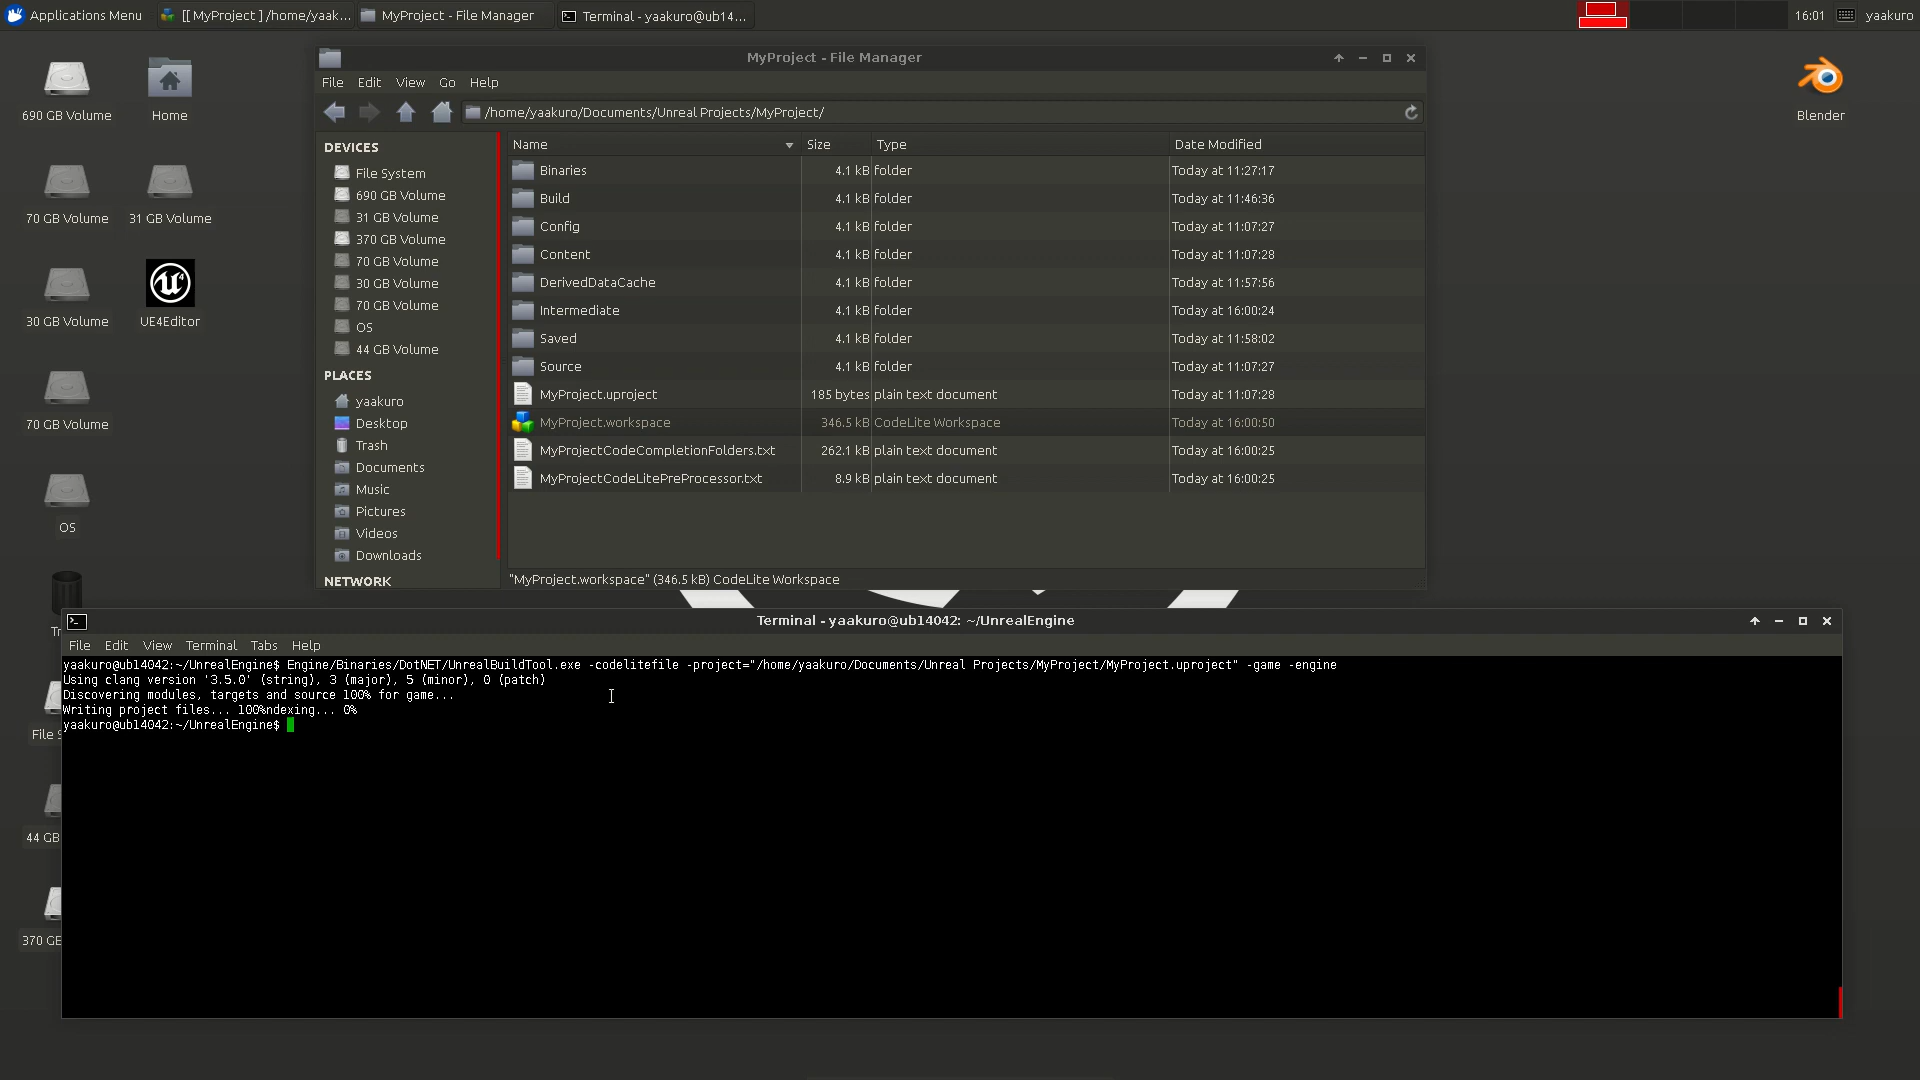 Applications Menu
[[ MyProject ] /home/yaak...
MyProject - File Manager
Terminal - yaakuro@ub14...
16:01
yaakuro
690 GB Volume
Home
70 GB Volume
31 GB Volume
30 GB Volume
UE4Editor
70 GB Volume
OS
Tr
File S
44 GB
370 GE
Blender
MyProject - File Manager
File Edit View Go Help
/home/yaakuro/Documents/Unreal Projects/MyProject/
DEVICES
File System
690 GB Volume
31 GB Volume
370 GB Volume
70 GB Volume
30 GB Volume
70 GB Volume
OS
44 GB Volume
PLACES
yaakuro
Desktop
Trash
Documents
Music
Pictures
Videos
Downloads
NETWORK
Name Size Type Date Modified
Binaries 4.1 kB folder Today at 11:27:17
Build 4.1 kB folder Today at 11:46:36
Config 4.1 kB folder Today at 11:07:27
Content 4.1 kB folder Today at 11:07:28
DerivedDataCache 4.1 kB folder Today at 11:57:56
Intermediate 4.1 kB folder Today at 16:00:24
Saved 4.1 kB folder Today at 11:58:02
Source 4.1 kB folder Today at 11:07:27
MyProject.uproject 185 bytes plain text document Today at 11:07:28
MyProject.workspace 346.5 kB CodeLite Workspace Today at 16:00:50
MyProjectCodeCompletionFolders.txt 262.1 kB plain text document Today at 16:00:25
MyProjectCodeLitePreProcessor.txt 8.9 kB plain text document Today at 16:00:25
"MyProject.workspace" (346.5 kB) CodeLite Workspace
Terminal - yaakuro@ub14042: ~/UnrealEngine
File Edit View Terminal Tabs Help
yaakuro@ub14042:~/UnrealEngine$ Engine/Binaries/DotNET/UnrealBuildTool.exe -codelitefile -project="/home/yaakuro/Documents/Unreal Projects/MyProject/MyProject.uproject" -game -engine
Using clang version '3.5.0' (string), 3 (major), 5 (minor), 0 (patch)
Discovering modules, targets and source 100% for game...
Writing project files... 100%ndexing... 0%
yaakuro@ub14042:~/UnrealEngine$